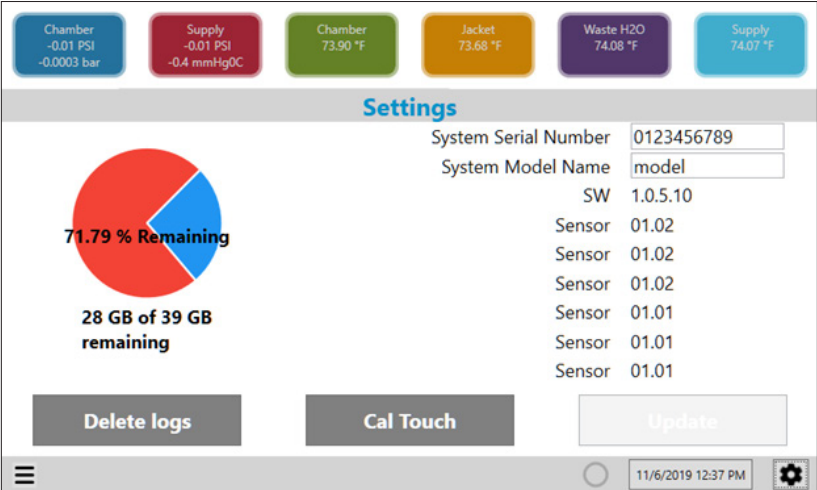 Chamber
-0.01 PSI
-0.0003 bar
Supply
-0.01 PSI
-0.4 mmHg0C
Chamber
73.90 °F
Jacket
73.68 °F
Waste H2O
74.08 °F
Supply
74.07 °F
Settings
71.79 % Remaining
28 GB of 39 GB
remaining
System Serial Number 0123456789
System Model Name model
SW 1.0.5.10
Sensor 01.02
Sensor 01.02
Sensor 01.02
Sensor 01.01
Sensor 01.01
Sensor 01.01
Delete logs Cal Touch Update
11/6/2019 12:37 PM